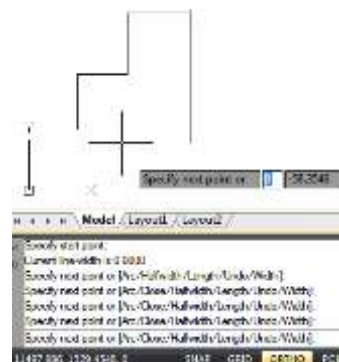 Specify next point or
Model / Layout1 / Layout2 /
Specify start point:
Current line-width is 0.0000
Specify next point or [Arc/Halfwidth/Length/Undo/Width]:
Specify next point or [Arc/Close/Halfwidth/Length/Undo/Width]:
Specify next point or [Arc/Close/Halfwidth/Length/Undo/Width]:
Specify next point or [Arc/Close/Halfwidth/Length/Undo/Width]:
Specify next point or [Arc/Close/Halfwidth/Length/Undo/Width]:
SNAP GRID ORTHO